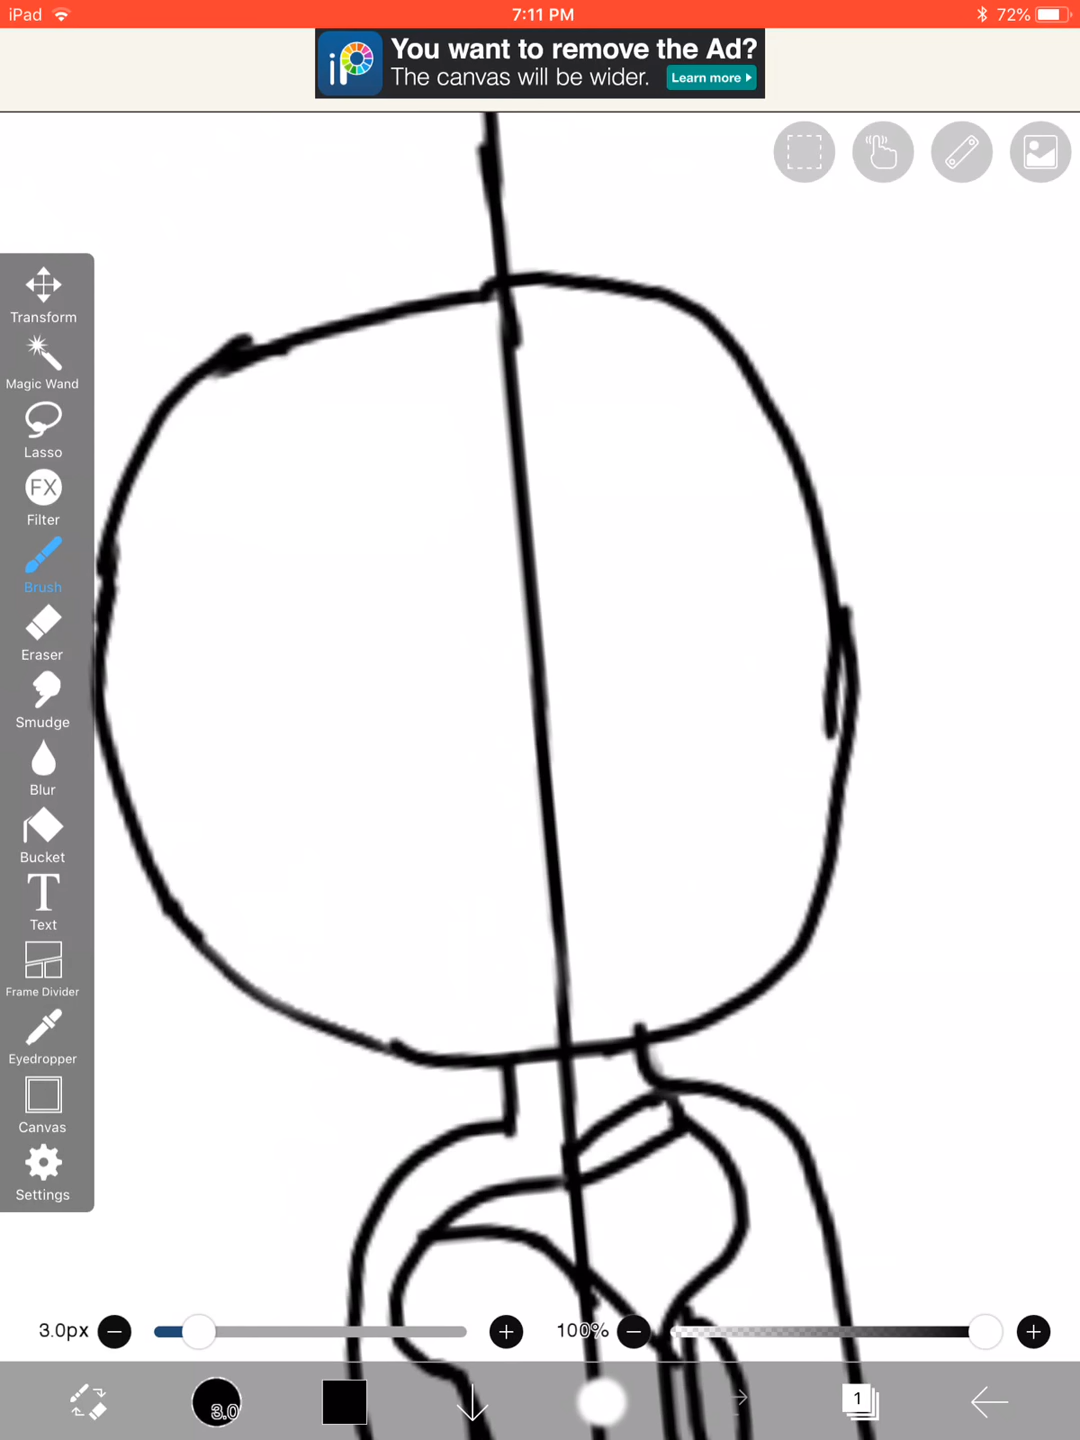 iPad
7:11 PM
72%
iP
You want to remove the Ad?
The canvas will be wider.
Learn more
Transform
Magic Wand
Lasso
FX
Filter
Brush
Eraser
Smudge
Blur
Bucket
T
Text
Frame Divider
Eyedropper
Canvas
Settings
3.0px
100%
3.0
1